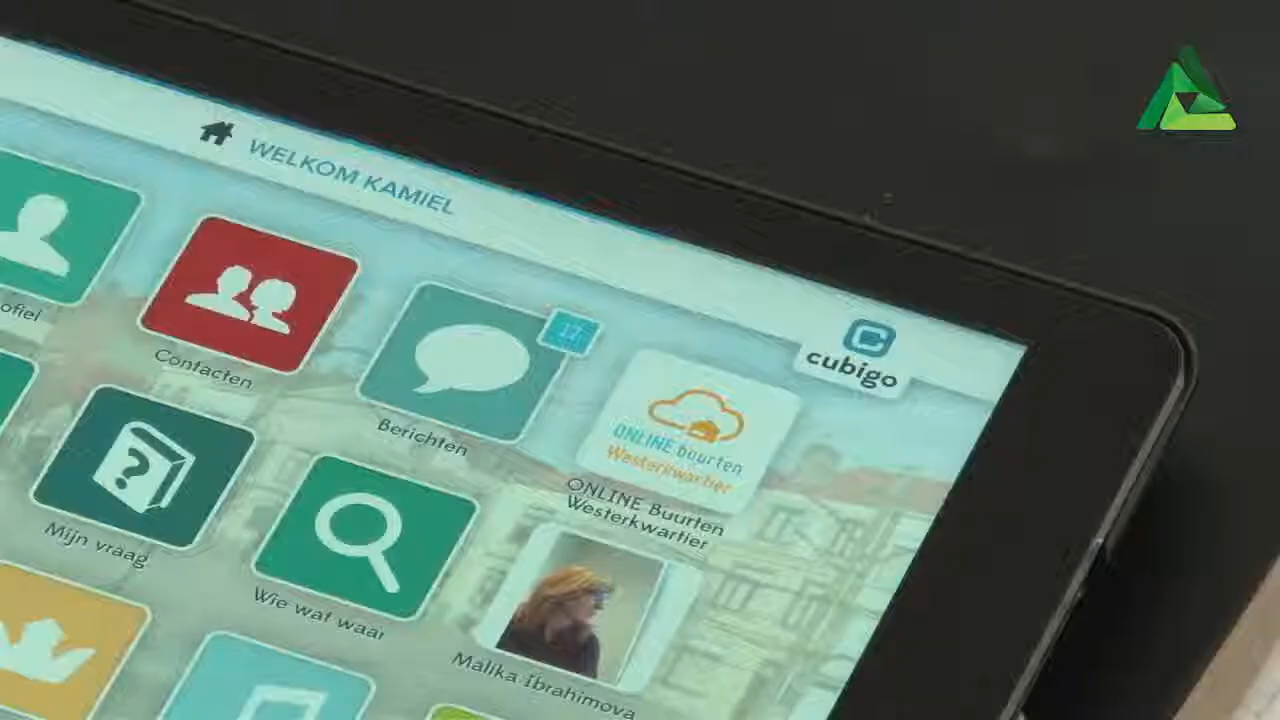 WELKOM KAMIEL
cubigo
ofiel
Contacten
Berichten
17
ONLINE buurten
Westerkwartier
ONLINE Buurten
Westerkwartier
Mijn vraag
Wie wat waar
Malika Ibrahimova